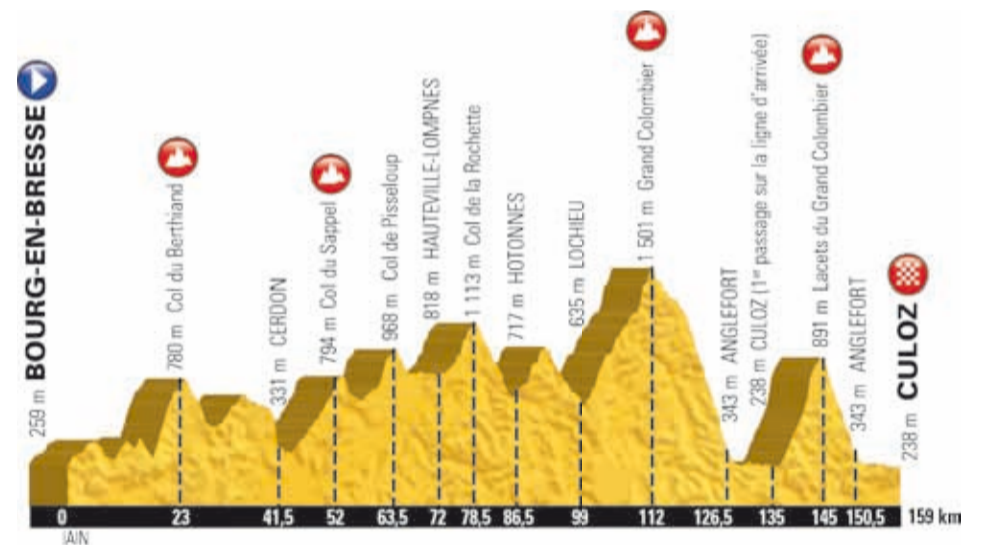 259 m BOURG-EN-BRESSE
780 m Col du Berthiand
331 m CERDON
794 m Col du Sappel
968 m Col de Pisseloup
818 m HAUTEVILLE-LOMPNES
1 113 m Col de la Rochette
717 m HOTONNES
635 m LOCHIEU
1 501 m Grand Colombier
343 m ANGLEFORT
238 m CULOZ (1er passage sur la ligne d'arrivée)
891 m Lacets du Grand Colombier
343 m ANGLEFORT
238 m CULOZ
0 23 41,5 52 63,5 72 78,5 86,5 99 112 126,5 135 145 150,5 159 km